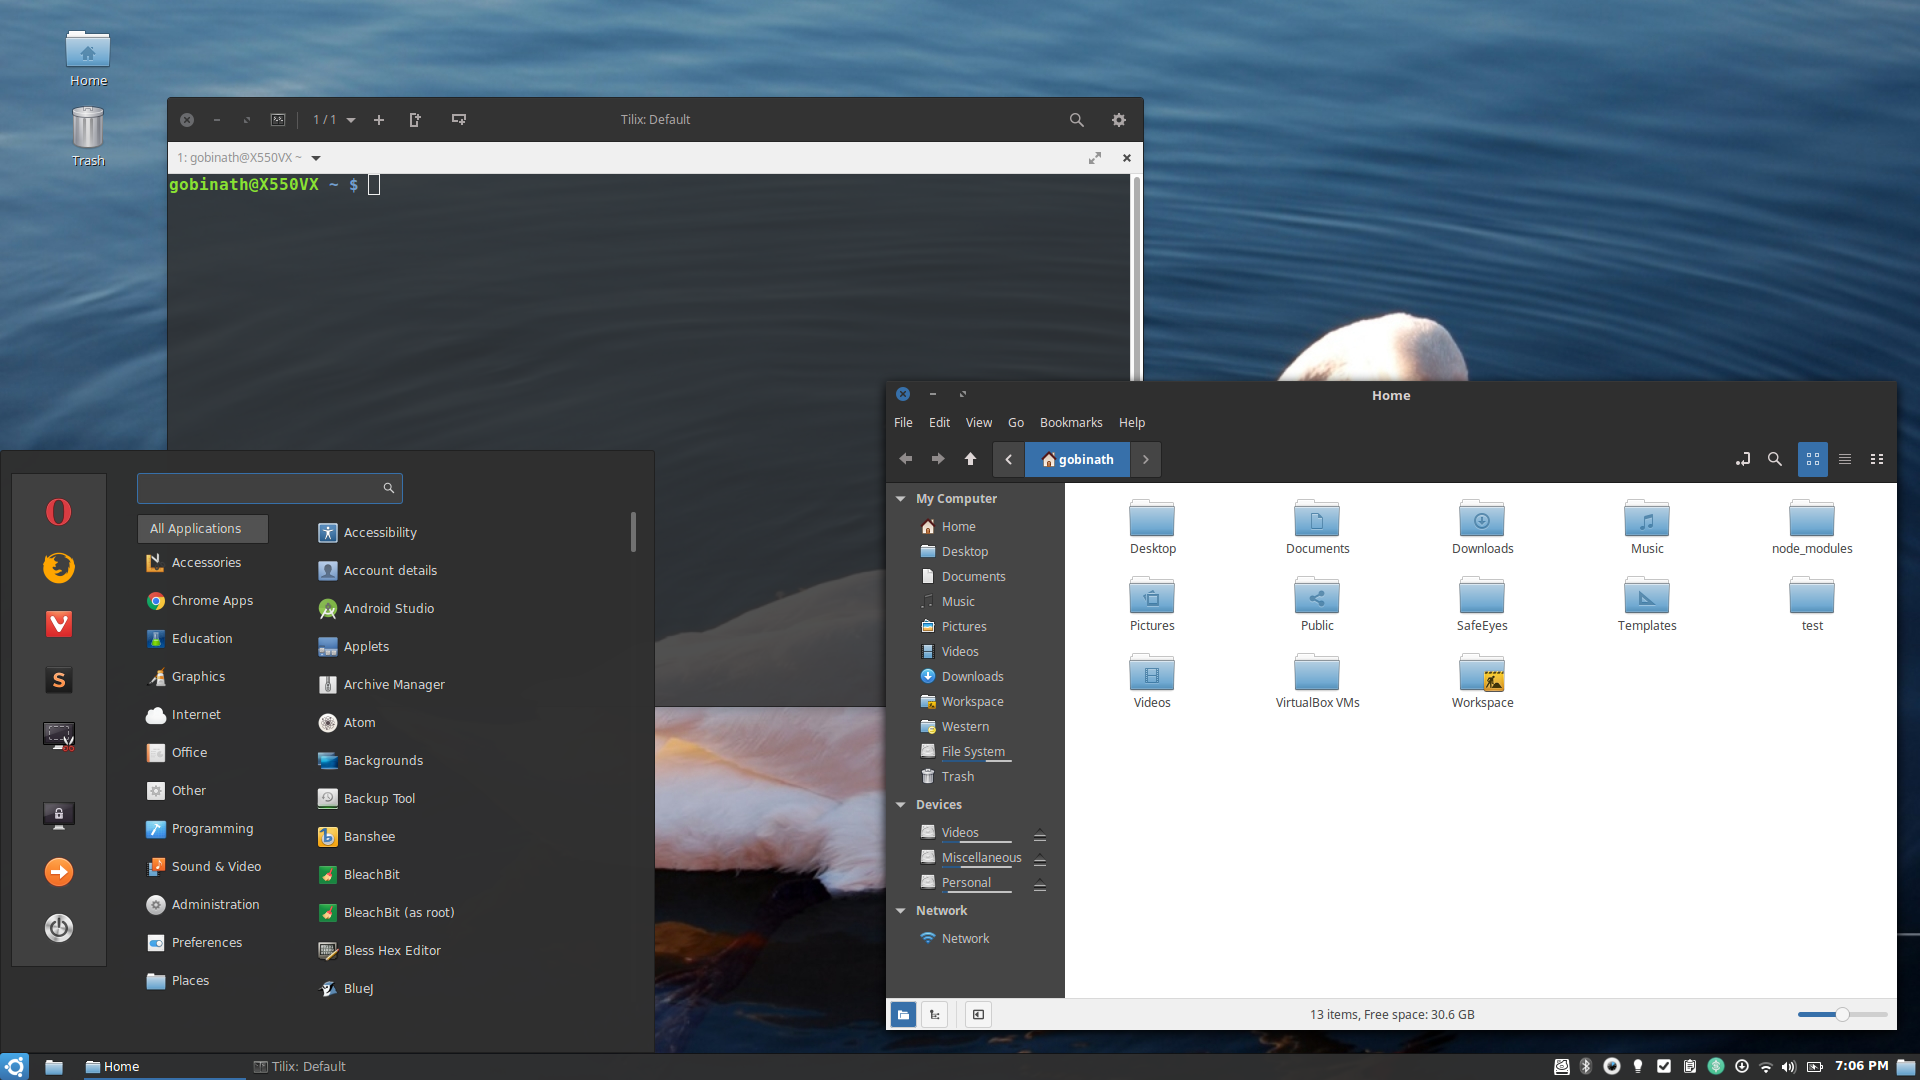 Home
Trash
1 / 1
Tilix: Default
1: gobinath@X550VX ~
gobinath@X550VX ~ $
All Applications
Accessories
Chrome Apps
Education
Graphics
Internet
Office
Other
Programming
Sound & Video
Administration
Preferences
Places
Accessibility
Account details
Android Studio
Applets
Archive Manager
Atom
Backgrounds
Backup Tool
Banshee
BleachBit
BleachBit (as root)
Bless Hex Editor
BlueJ
Home
File Edit View Go Bookmarks Help
gobinath
My Computer
Home
Desktop
Documents
Music
Pictures
Videos
Downloads
Workspace
Western
File System
Trash
Devices
Videos
Miscellaneous
Personal
Network
Network
Desktop Documents Downloads Music node_modules
Pictures Public SafeEyes Templates test
Videos VirtualBox VMs Workspace
13 items, Free space: 30.6 GB
Home
Tilix: Default
7:06 PM